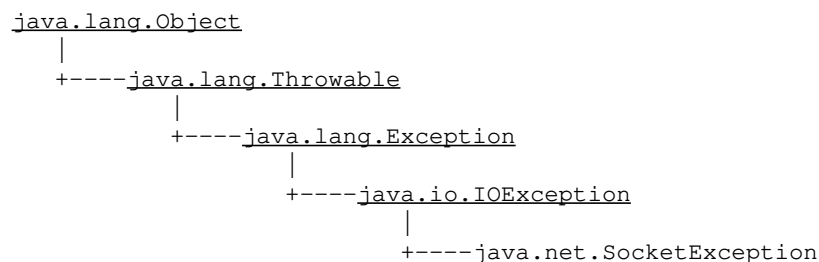 java.lang.Object
|
+----java.lang.Throwable
|
+----java.lang.Exception
|
+----java.io.IOException
|
+----java.net.SocketException